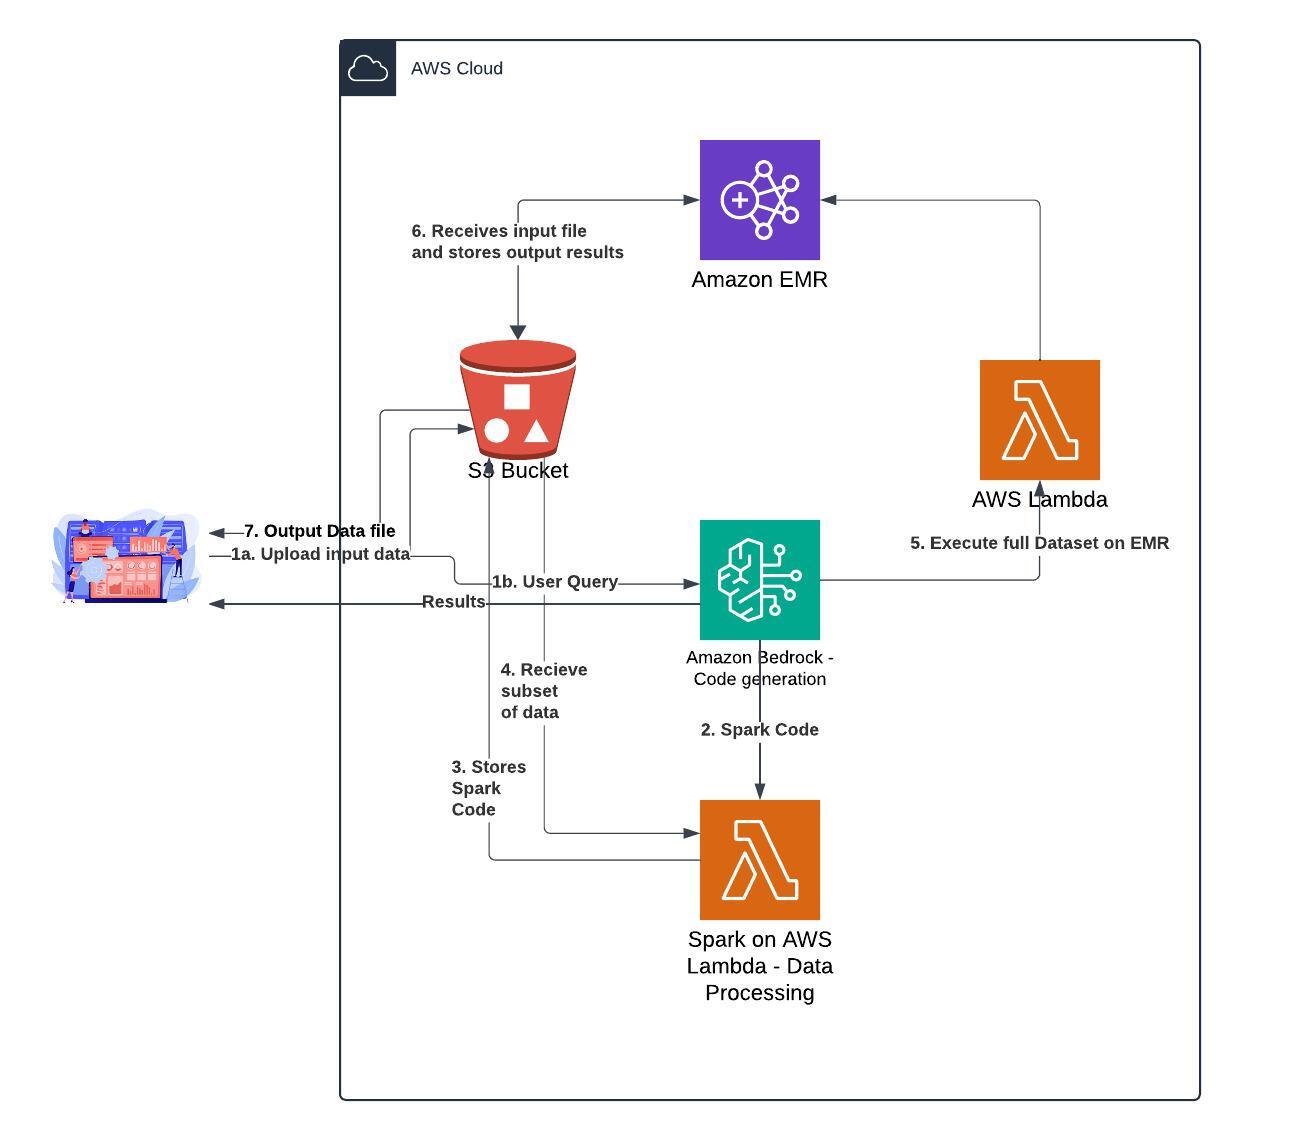 AWS Cloud
6. Receives input file
and stores output results
Amazon EMR
S3 Bucket
AWS Lambda
7. Output Data file
1a. Upload input data
1b. User Query
Results
5. Execute full Dataset on EMR
Amazon Bedrock -
Code generation
4. Recieve
subset
of data
2. Spark Code
3. Stores
Spark
Code
Spark on AWS
Lambda - Data
Processing